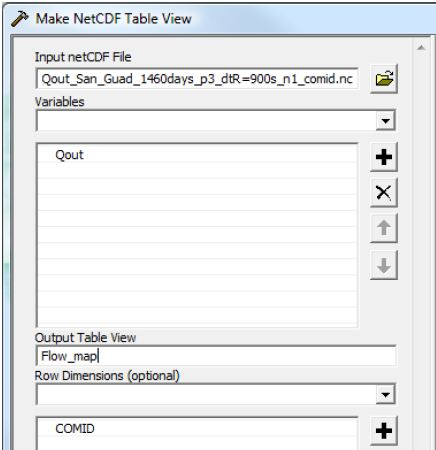 Make NetCDF Table View
Input netCDF File
Qout_San_Guad_1460days_p3_dtR=900s_n1_comid.nc
Variables
Qout
Output Table View
Flow_map
Row Dimensions (optional)
COMID